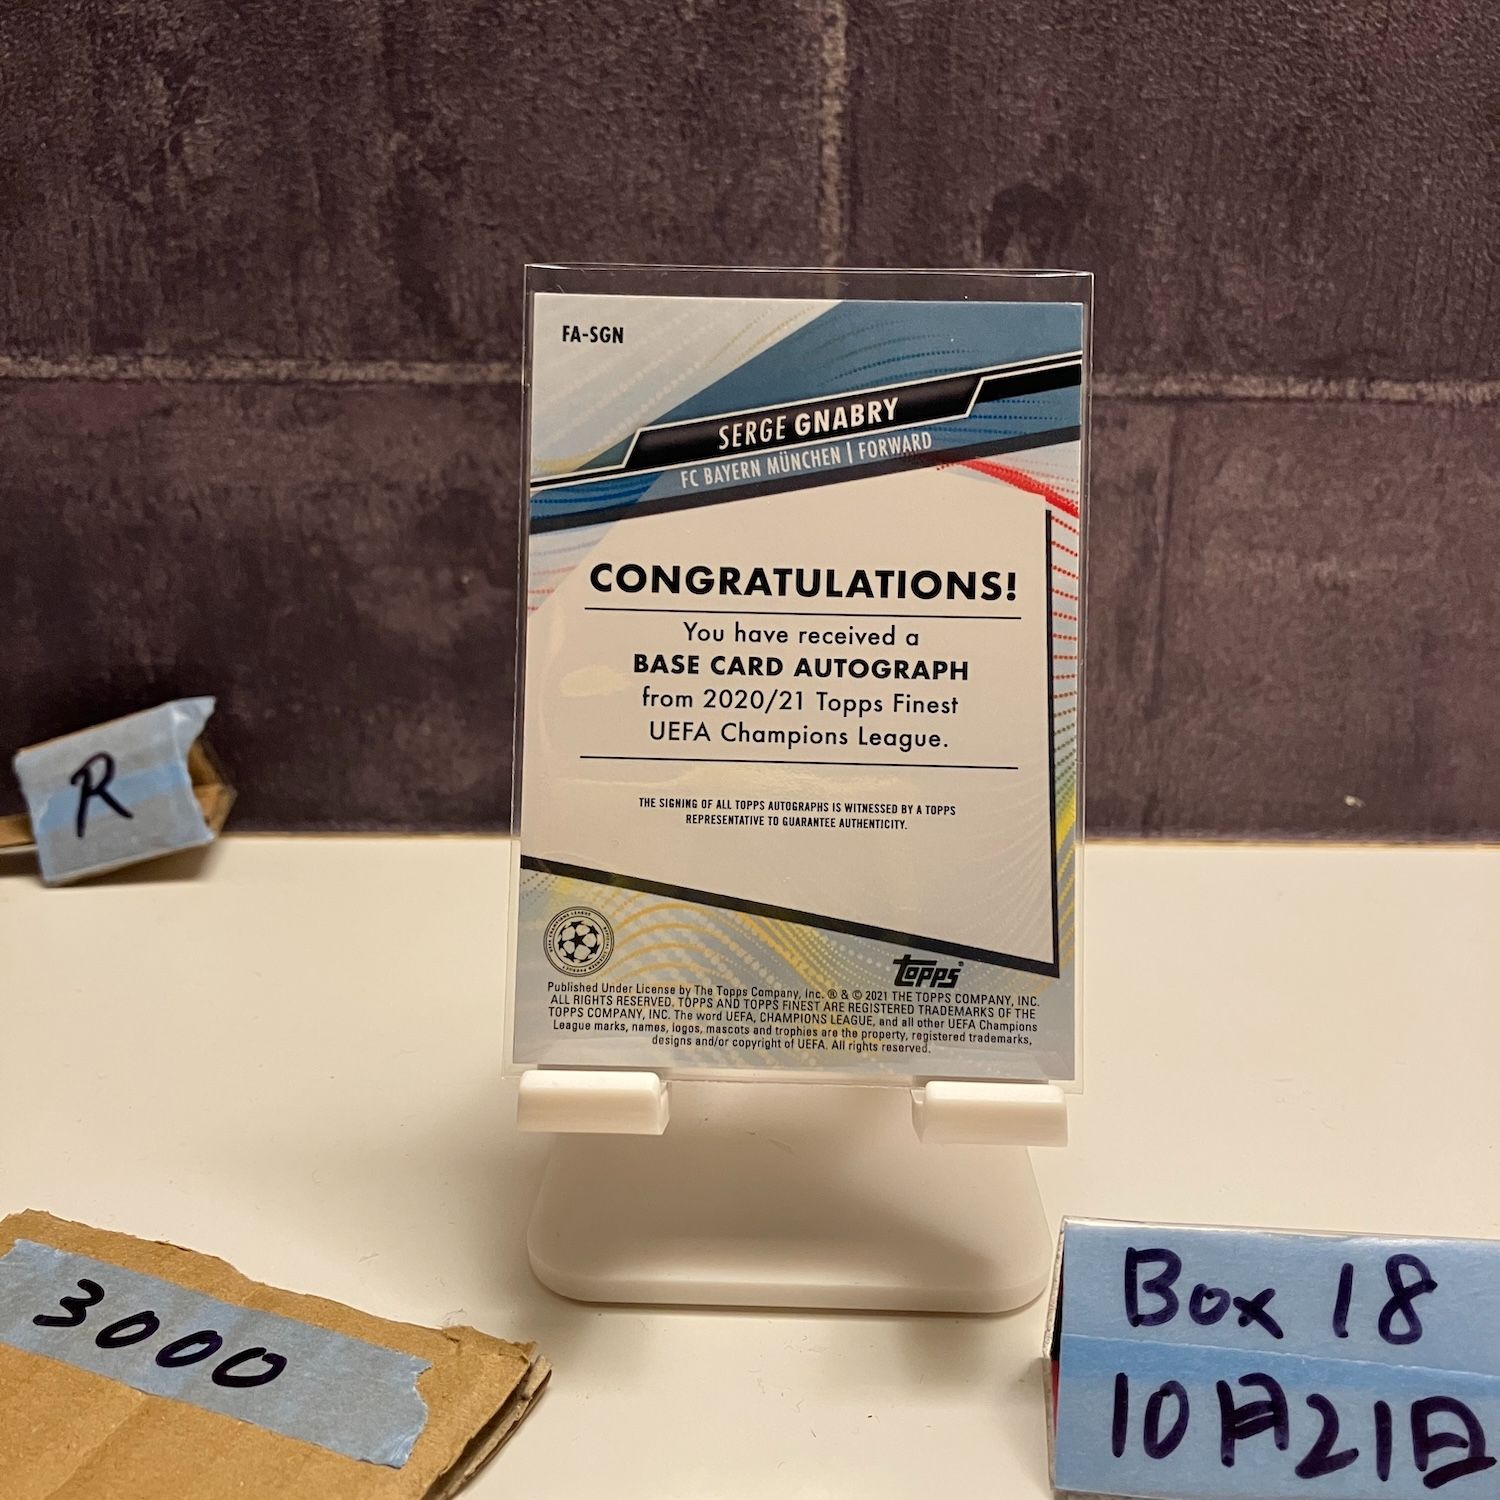 FA-SGN
SERGE GNABRY
FC BAYERN MÜNCHEN | FORWARD
CONGRATULATIONS!
You have received a
BASE CARD AUTOGRAPH
from 2020/21 Topps Finest
UEFA Champions League.
THE SIGNING OF ALL TOPPS AUTOGRAPHS IS WITNESSED BY A TOPPS
REPRESENTATIVE TO GUARANTEE AUTHENTICITY.
topps
Published Under License by The Topps Company, Inc. ® & © 2021 THE TOPPS COMPANY, INC.
ALL RIGHTS RESERVED. TOPPS AND TOPPS FINEST ARE REGISTERED TRADEMARKS OF THE
TOPPS COMPANY, INC. The word UEFA, CHAMPIONS LEAGUE, and all other UEFA Champions
League marks, names, logos, mascots and trophies are the property, registered trademarks,
designs and/or copyright of UEFA. All rights reserved.
R
3000
Box 18
10月21日